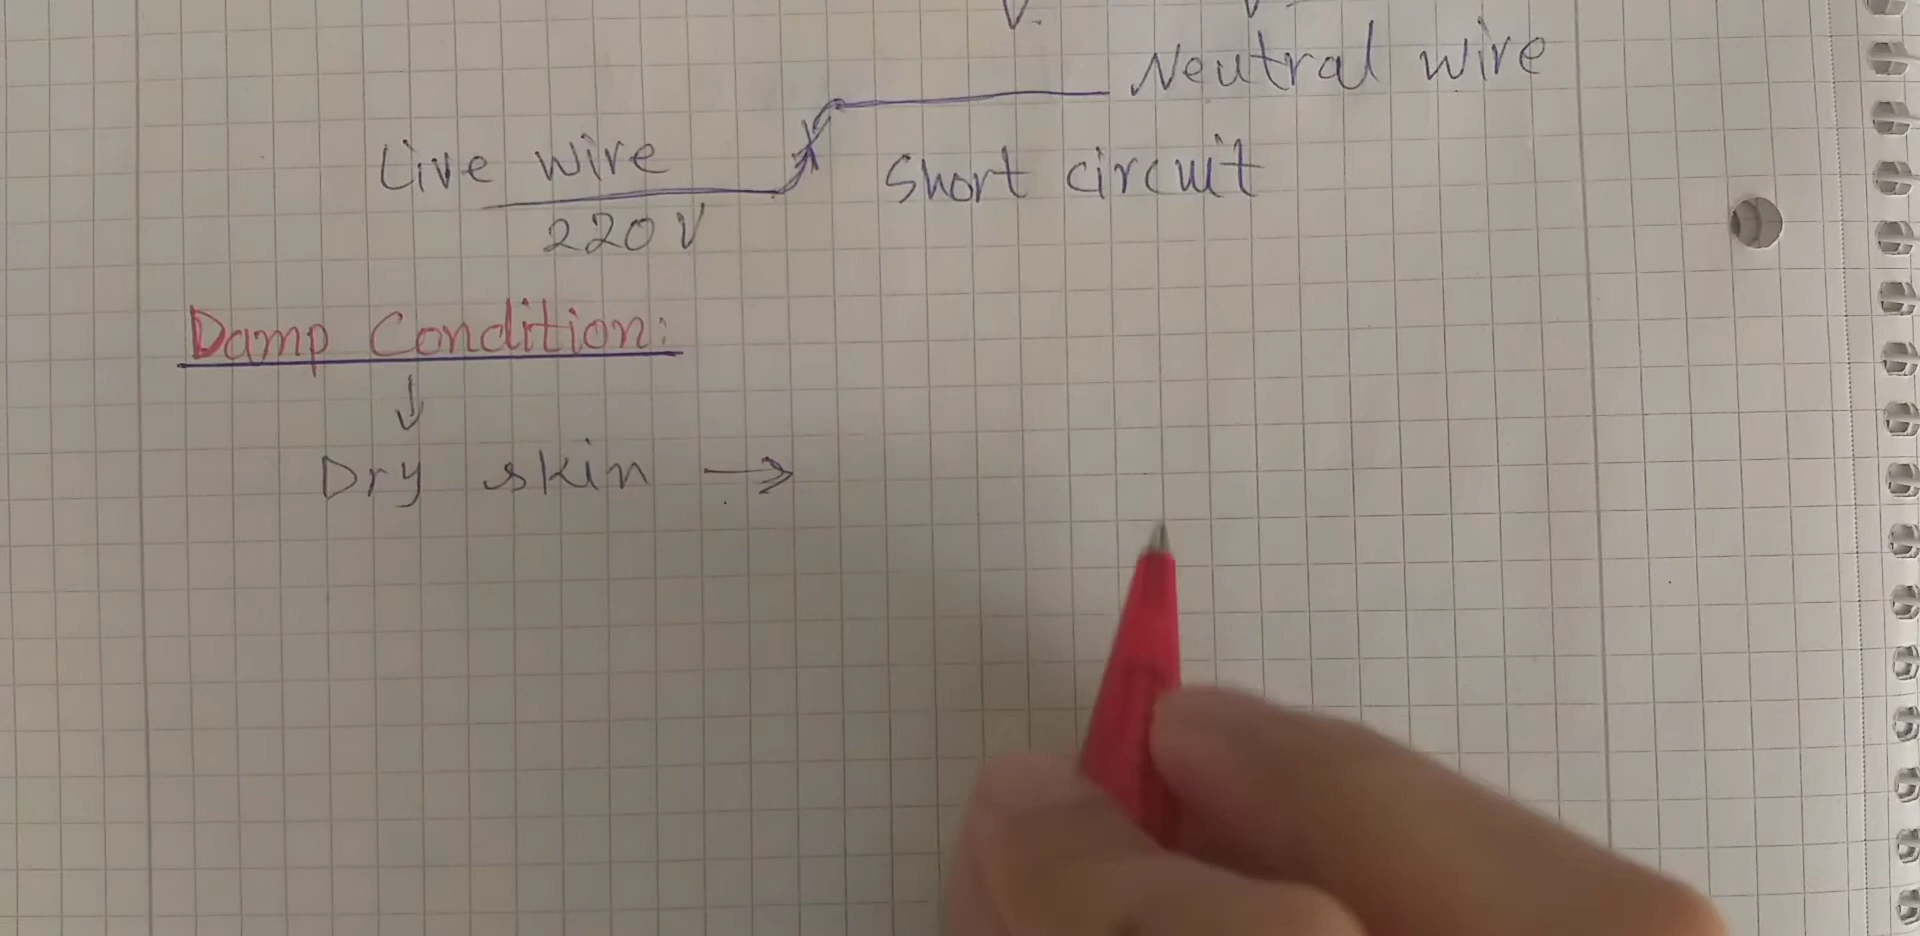 Neutral wire
Live wire
Short circuit
220 V
Damp Condition:
Dry skin →